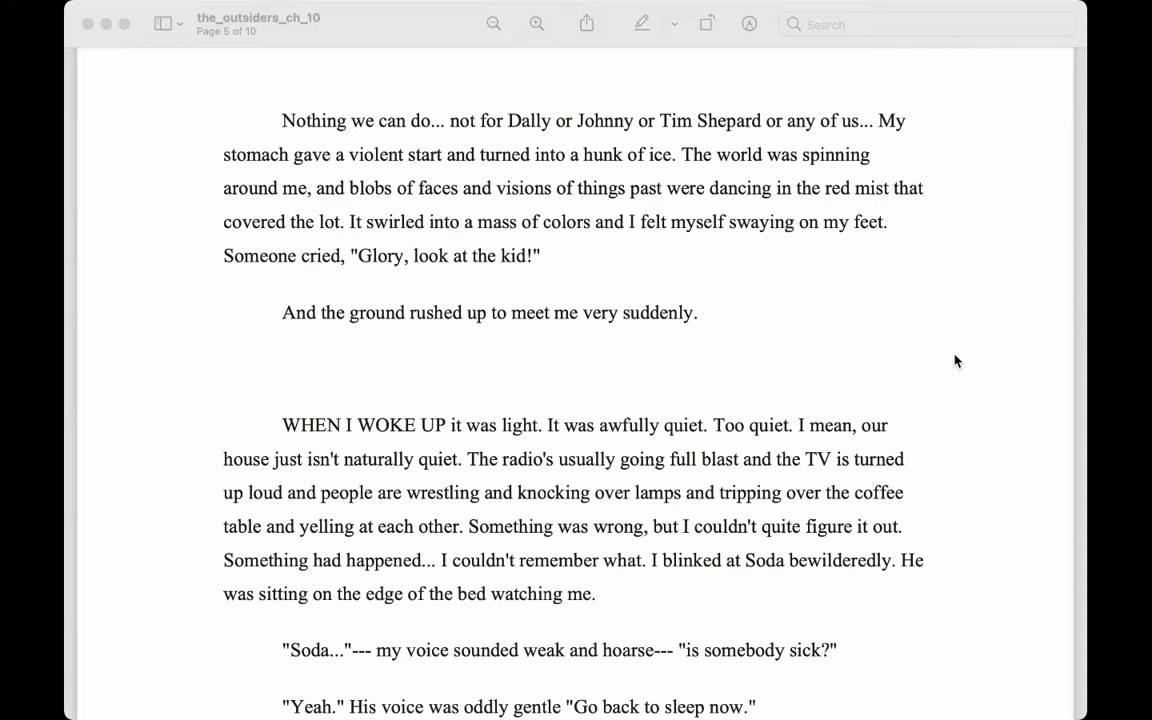 the_outsiders_ch_10
Page 5 of 10
Search
Nothing we can do... not for Dally or Johnny or Tim Shepard or any of us... My
stomach gave a violent start and turned into a hunk of ice. The world was spinning
around me, and blobs of faces and visions of things past were dancing in the red mist that
covered the lot. It swirled into a mass of colors and I felt myself swaying on my feet.
Someone cried, "Glory, look at the kid!"
And the ground rushed up to meet me very suddenly.
WHEN I WOKE UP it was light. It was awfully quiet. Too quiet. I mean, our
house just isn't naturally quiet. The radio's usually going full blast and the TV is turned
up loud and people are wrestling and knocking over lamps and tripping over the coffee
table and yelling at each other. Something was wrong, but I couldn't quite figure it out.
Something had happened... I couldn't remember what. I blinked at Soda bewilderedly. He
was sitting on the edge of the bed watching me.
"Soda..."--- my voice sounded weak and hoarse--- "is somebody sick?"
"Yeah." His voice was oddly gentle "Go back to sleep now."